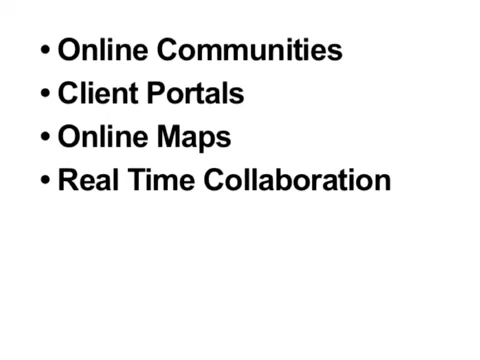 • Online Communities
• Client Portals
• Online Maps
• Real Time Collaboration